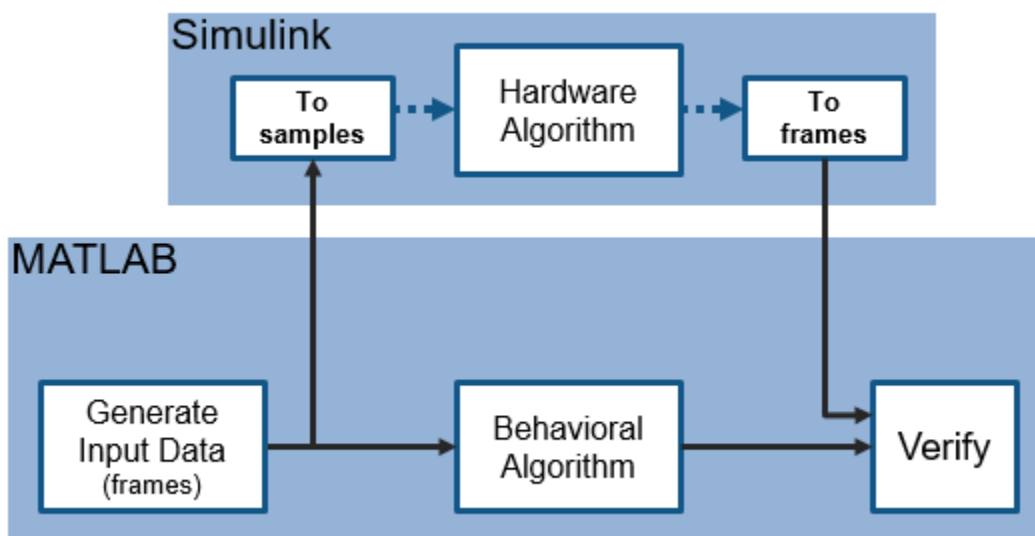 Simulink
To
samples
Hardware
Algorithm
To
frames
MATLAB
Generate
Input Data
(frames)
Behavioral
Algorithm
Verify